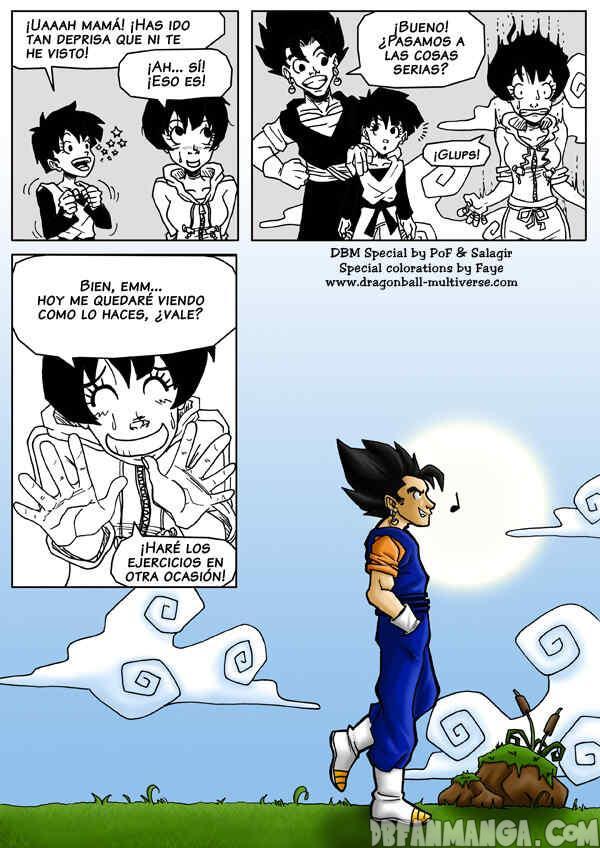 ¡UAAAH MAMÁ! ¡HAS IDO
TAN DEPRISA QUE NI TE
HE VISTO!
¡AH... SÍ!
¡ESO ES!
¡BUENO!
¿PASAMOS A
LAS COSAS
SERIAS?
¡GLUPS!
DBM Special by PoF & Salagir
Special colorations by Faye
www.dragonball-multiverse.com
BIEN, EMM...
HOY ME QUEDARÉ VIENDO
COMO LO HACES, ¿VALE?
¡HARÉ LOS
EJERCICIOS EN
OTRA OCASIÓN!
DBFANMANGA.COM